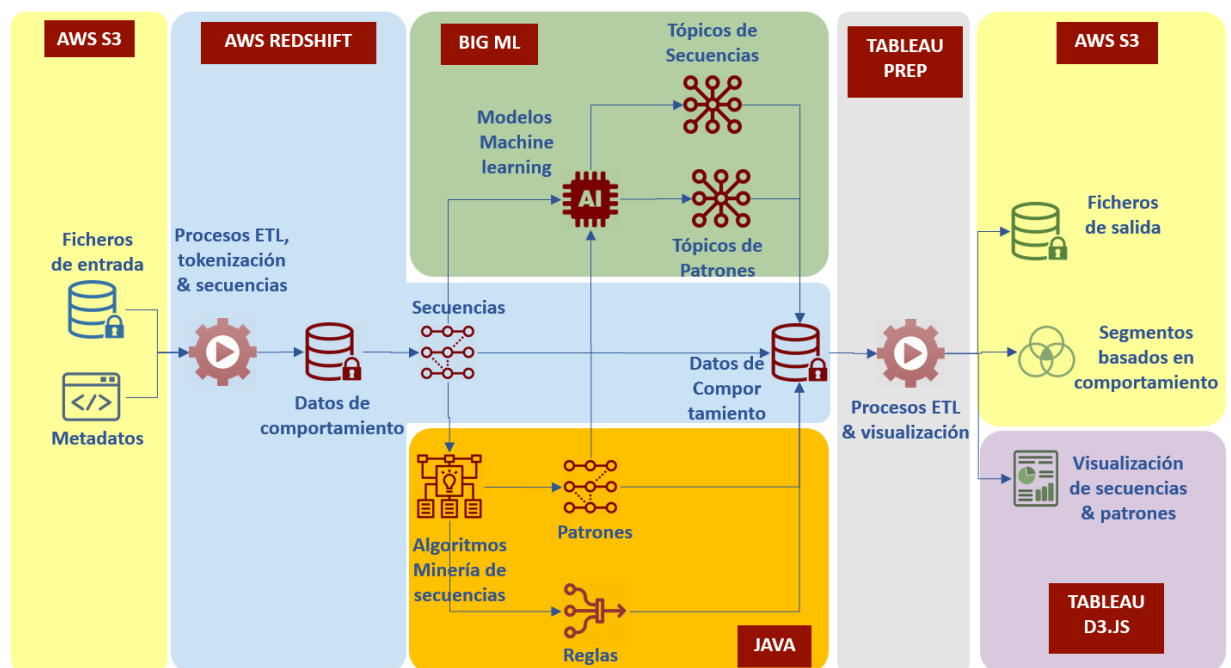 AWS S3
Ficheros
de entrada
</>
Metadatos
AWS REDSHIFT
Procesos ETL,
tokenización
& secuencias
Datos de
comportamiento
BIG ML
Tópicos de
Secuencias
Modelos
Machine
learning
AI
Tópicos de
Patrones
Secuencias
Datos de
Compor
tamiento
Algoritmos
Minería de
secuencias
Patrones
Reglas
JAVA
TABLEAU
PREP
Procesos ETL
& visualización
AWS S3
Ficheros
de salida
Segmentos
basados en
comportamiento
Visualización
de secuencias
& patrones
TABLEAU
D3.JS